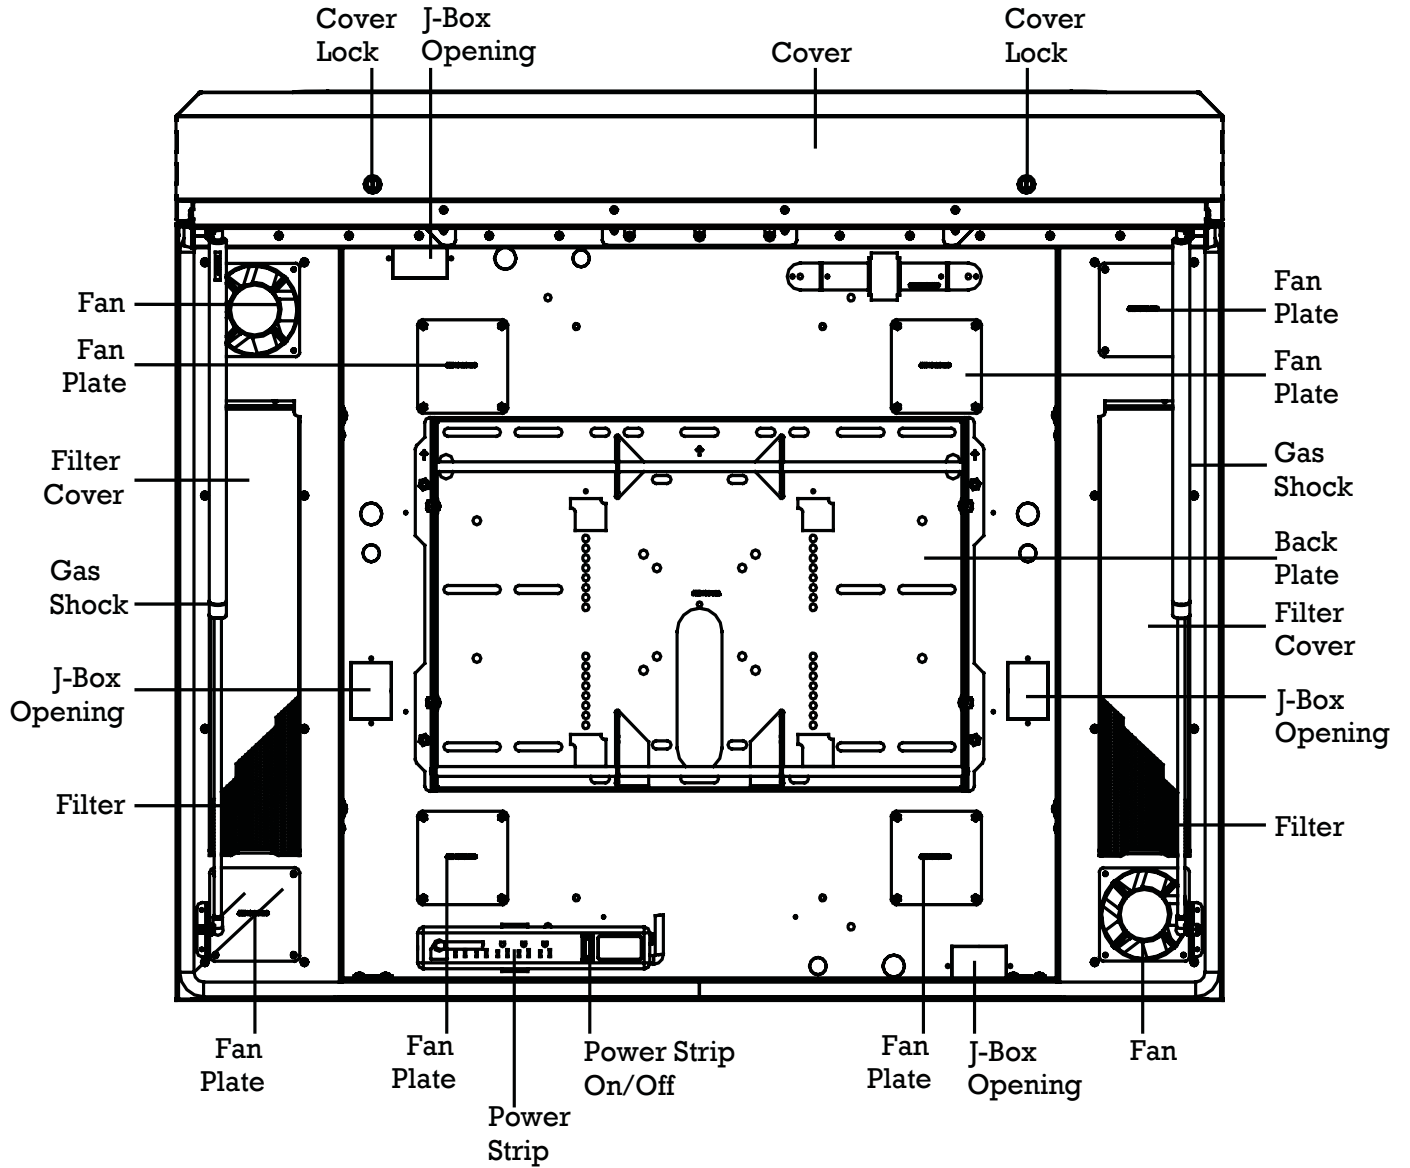 Cover
Lock
J-Box
Opening
Cover
Cover
Lock
Fan
Fan
Plate
Filter
Cover
Gas
Shock
J-Box
Opening
Filter
Fan
Plate
Fan
Plate
Gas
Shock
Back
Plate
Filter
Cover
J-Box
Opening
Filter
Fan
Plate
Fan
Plate
Power
Strip
Power Strip
On/Off
Fan
Plate
J-Box
Opening
Fan